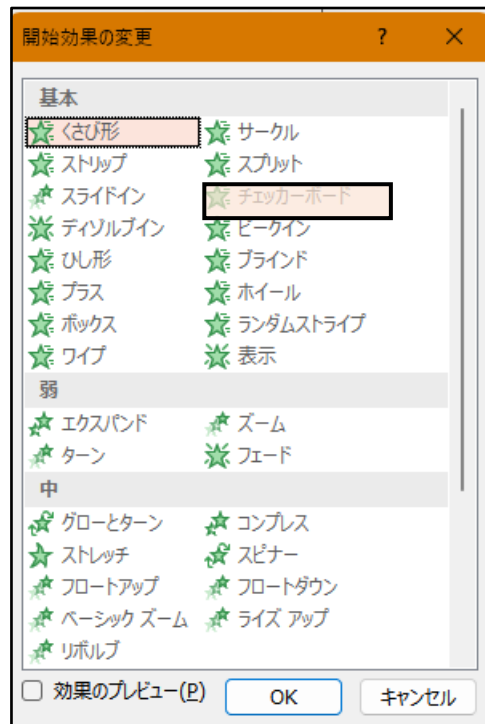 開始効果の変更 ? ×
基本
くさび形 サークル
ストリップ スプリット
スライドイン チェッカーボード
ディゾルブイン ピークイン
ひし形 ブラインド
プラス ホイール
ボックス ランダムストライプ
ワイプ 表示
弱
エクスパンド ズーム
ターン フェード
中
グローとターン コンプレス
ストレッチ スピナー
フロートアップ フロートダウン
ベーシック ズーム ライズ アップ
リボルブ
効果のプレビュー(P) OK キャンセル